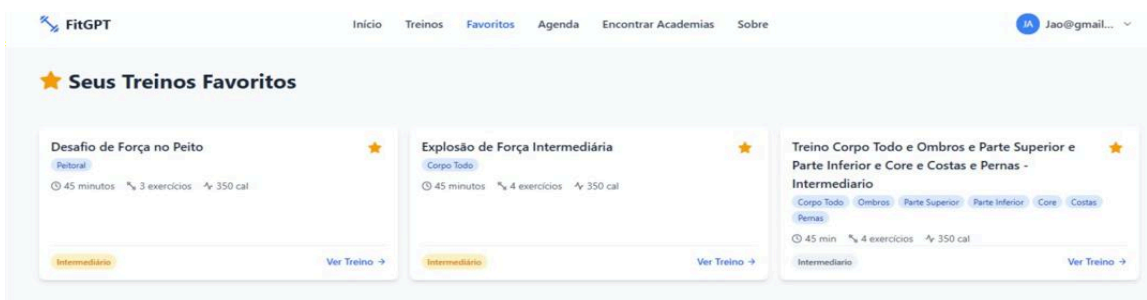 FitGPT
Início Treinos Favoritos Agenda Encontrar Academias Sobre
JA Jao@gmail...
Seus Treinos Favoritos
Desafio de Força no Peito
Peitoral
45 minutos 3 exercícios 350 cal
Intermediário Ver Treino →
Explosão de Força Intermediária
Corpo Todo
45 minutos 4 exercícios 350 cal
Intermediário Ver Treino →
Treino Corpo Todo e Ombros e Parte Superior e
Parte Inferior e Core e Costas e Pernas -
Intermediario
Corpo Todo Ombros Parte Superior Parte Inferior Core Costas
Pernas
45 min 4 exercícios 350 cal
Intermediario Ver Treino →